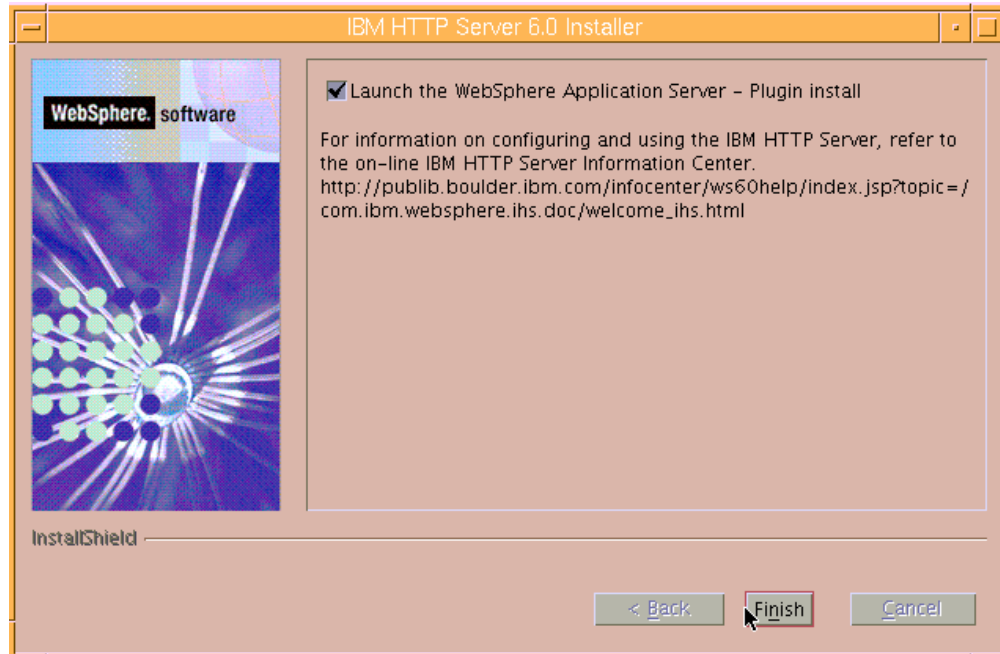 IBM HTTP Server 6.0 Installer
WebSphere. software
Launch the WebSphere Application Server – Plugin install
For information on configuring and using the IBM HTTP Server, refer to
the on–line IBM HTTP Server Information Center.
http://publib.boulder.ibm.com/infocenter/ws60help/index.jsp?topic=/
com.ibm.websphere.ihs.doc/welcome_ihs.html
InstallShield
< Back Finish Cancel